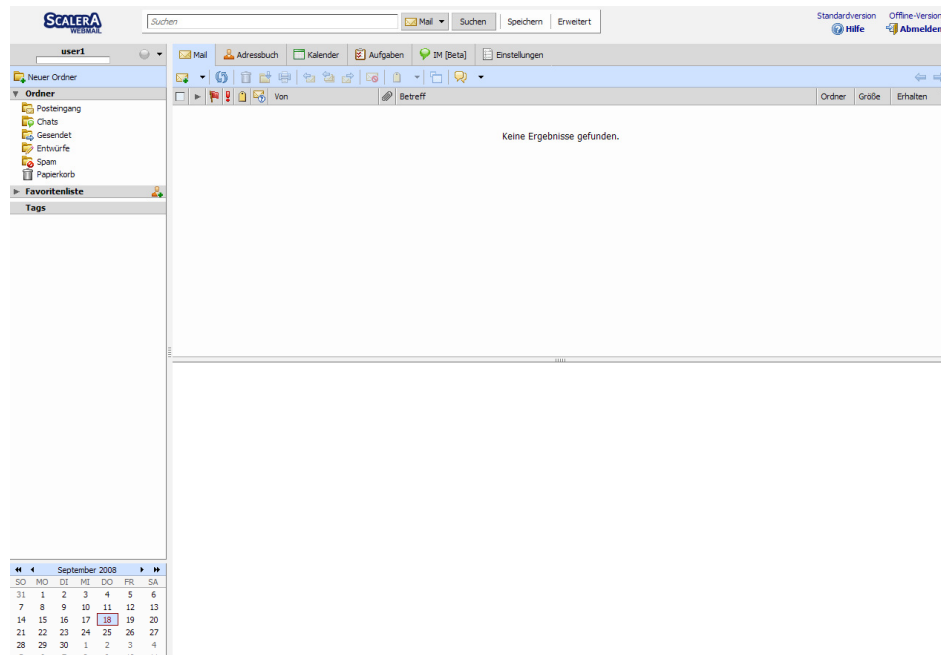 SCALERA
WEBMAIL
Suchen
Mail
Suchen
Speichern
Erweitert
Standardversion
Offline-Version
Hilfe
Abmelden
user1
Mail
Adressbuch
Kalender
Aufgaben
IM [Beta]
Einstellungen
Neuer Ordner
Ordner
Von
Betreff
Ordner
Größe
Erhalten
Posteingang
Chats
Gesendet
Entwürfe
Spam
Papierkorb
Keine Ergebnisse gefunden.
Favoritenliste
Tags
September 2008
SO MO DI MI DO FR SA
31 1 2 3 4 5 6
7 8 9 10 11 12 13
14 15 16 17 18 19 20
21 22 23 24 25 26 27
28 29 30 1 2 3 4